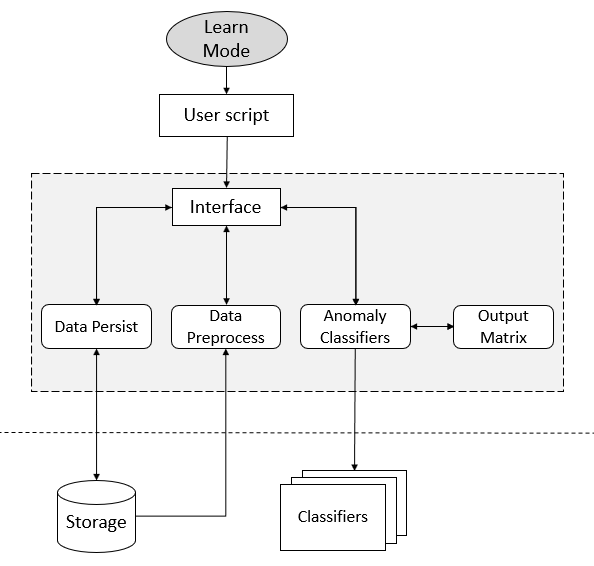 Learn
Mode
User script
Interface
Data Persist
Data
Preprocess
Anomaly
Classifiers
Output
Matrix
Storage
Classifiers